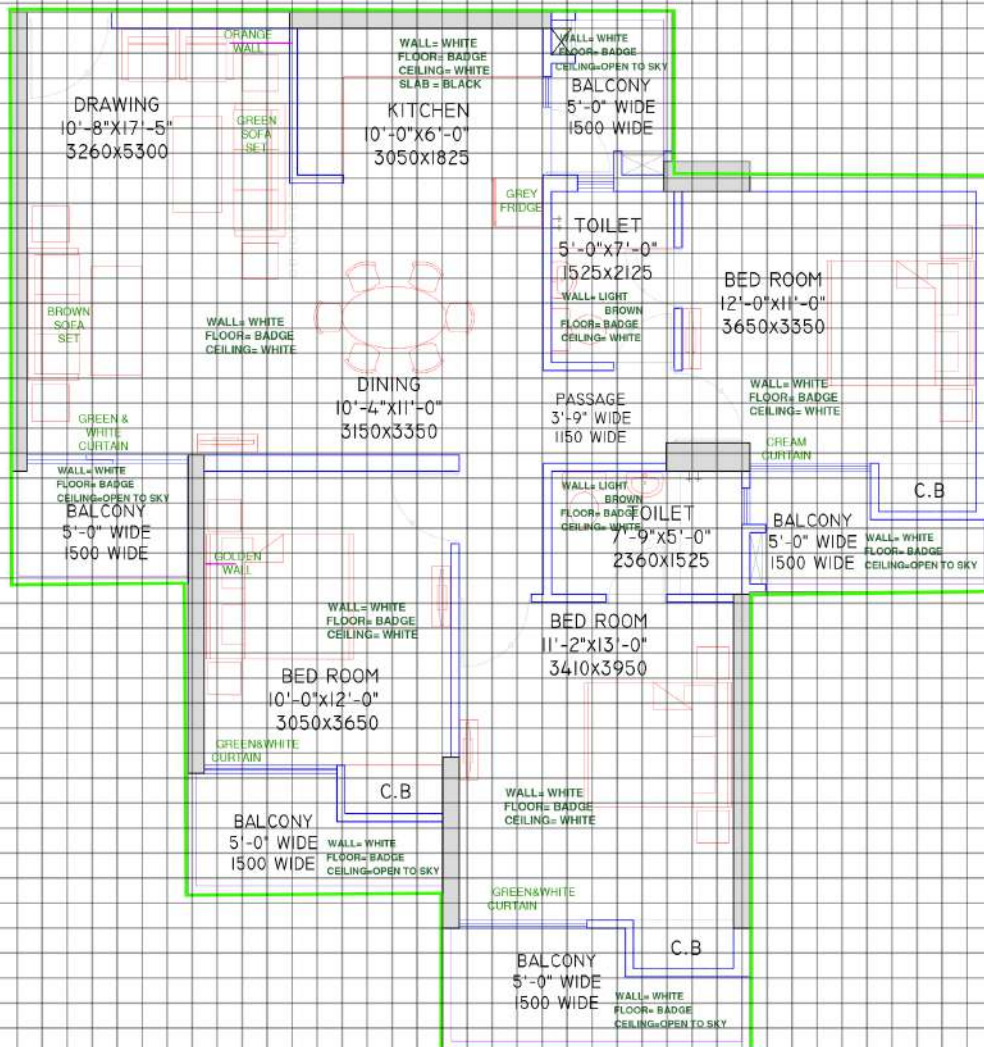 ORANGE
WALL
WALL= WHITE
FLOOR= BADGE
CEILING= WHITE
SLAB = BLACK
WALL= WHITE
FLOOR= BADGE
CEILING=OPEN TO SKY
DRAWING
10'-8"X17'-5"
3260x5300
GREEN
SOFA
SET
KITCHEN
10'-0"X6'-0"
3050x1825
BALCONY
5'-0" WIDE
1500 WIDE
GREY
FRIDGE
TOILET
5'-0"x7'-0"
1525x2125
WALL= LIGHT
BROWN
FLOOR= BADGE
CEILING= WHITE
BED ROOM
12'-0"x11'-0"
3650x3350
BROWN
SOFA
SET
WALL= WHITE
FLOOR= BADGE
CEILING= WHITE
DINING
10'-4"x11'-0"
3150x3350
PASSAGE
3'-9" WIDE
1150 WIDE
WALL= WHITE
FLOOR= BADGE
CEILING= WHITE
GREEN &
WHITE
CURTAIN
CREAM
CURTAIN
WALL= WHITE
FLOOR= BADGE
CEILING=OPEN TO SKY
BALCONY
5'-0" WIDE
1500 WIDE
WALL= LIGHT
BROWN
FLOOR= BADGE
CEILING= WHITE
TOILET
7'-9"x5'-0"
2360x1525
C.B
BALCONY
5'-0" WIDE
1500 WIDE
WALL= WHITE
FLOOR= BADGE
CEILING=OPEN TO SKY
GOLDEN
WALL
WALL= WHITE
FLOOR= BADGE
CEILING= WHITE
BED ROOM
10'-0"x12'-0"
3050x3650
BED ROOM
11'-2"x13'-0"
3410x3950
GREEN&WHITE
CURTAIN
C.B
WALL= WHITE
FLOOR= BADGE
CEILING= WHITE
BALCONY
5'-0" WIDE
1500 WIDE
WALL= WHITE
FLOOR= BADGE
CEILING=OPEN TO SKY
GREEN&WHITE
CURTAIN
C.B
BALCONY
5'-0" WIDE
1500 WIDE
WALL= WHITE
FLOOR= BADGE
CEILING=OPEN TO SKY